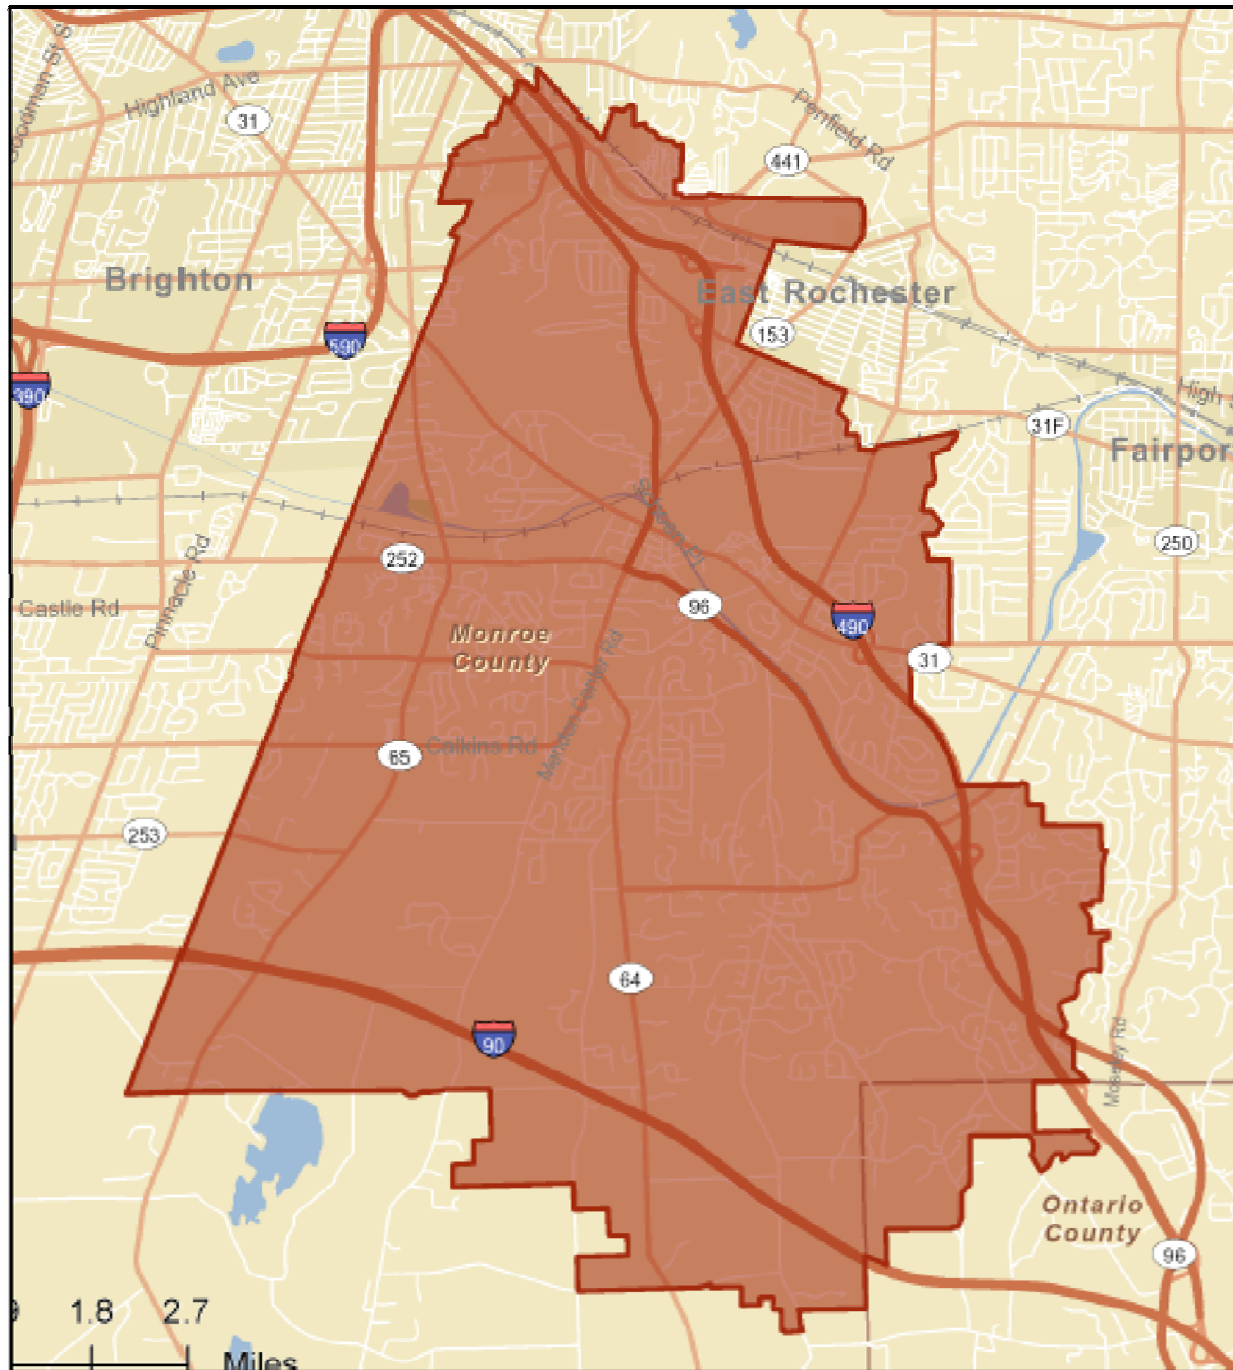 Goodman St S
Highland Ave
31
Penfield Rd
441
Brighton
East Rochester
590
153
390
High S
31F
Fairpor
250
252
Pinnacle Rd
Castle Rd
96
490
Monroe
County
31
Mendon Center Rd
65
Calkins Rd
253
64
90
Moseley Rd
Ontario
County
96
9 1.8 2.7
Miles